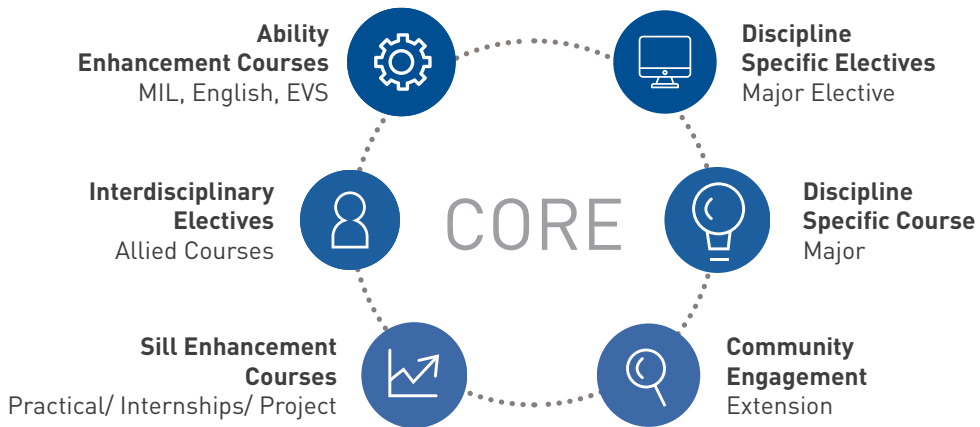 Ability
Enhancement Courses
MIL, English, EVS
Discipline
Specific Electives
Major Elective
Interdisciplinary
Electives
Allied Courses
CORE
Discipline
Specific Course
Major
Sill Enhancement
Courses
Practical/ Internships/ Project
Community
Engagement
Extension